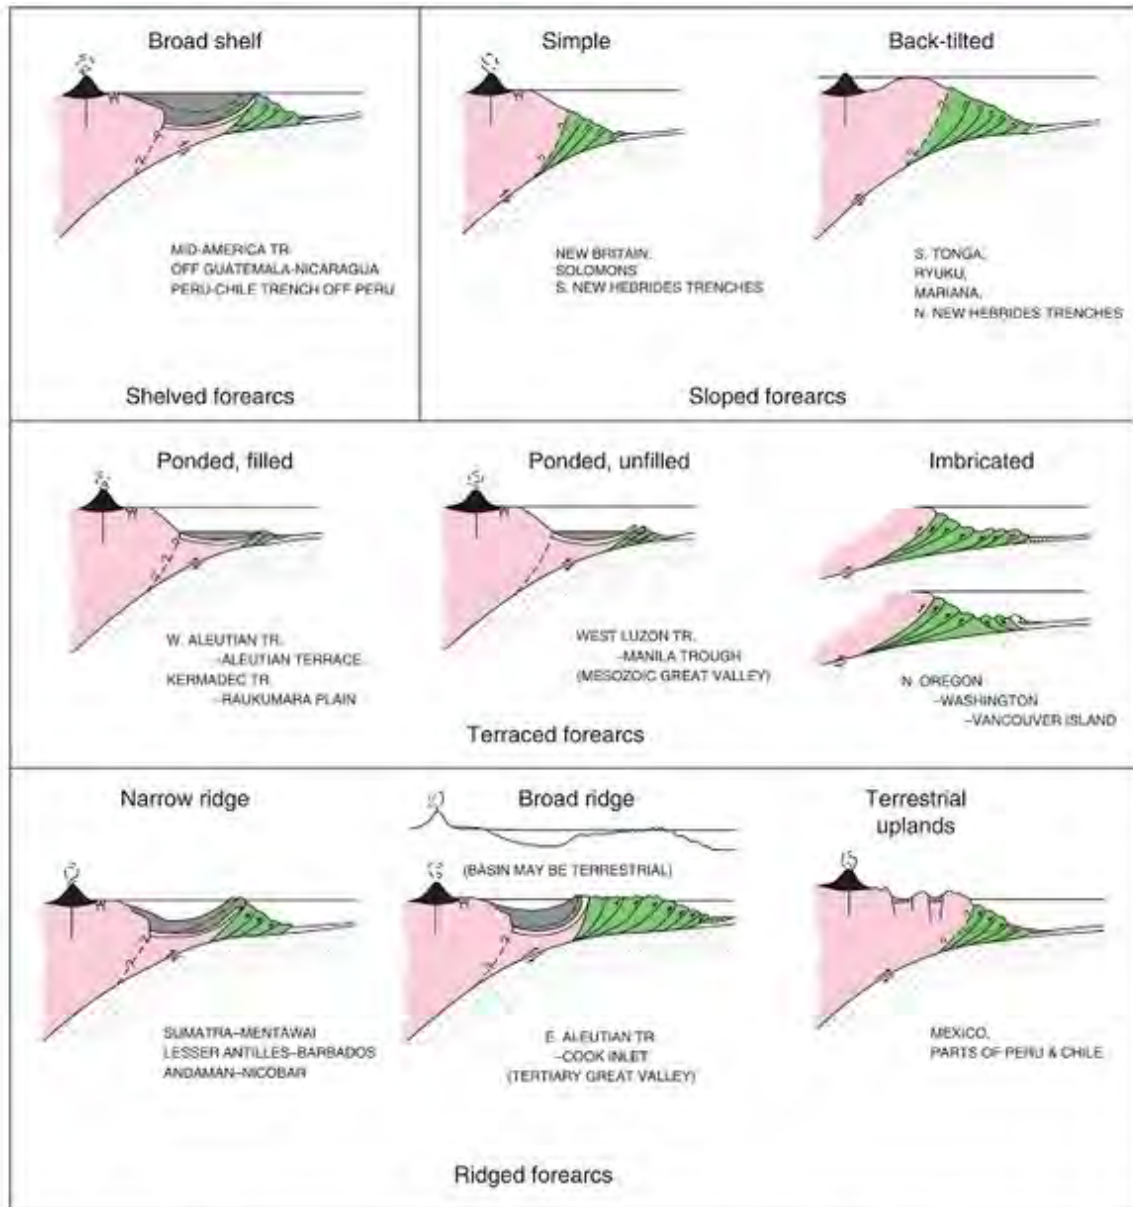 Broad shelf
MID-AMERICA TR.
OFF GUATEMALA-NICARAGUA
PERU-CHILE TRENCH OFF PERU
Shelved forearcs
Simple
NEW BRITAIN,
SOLOMONS
S. NEW HEBRIDES TRENCHES
Back-tilted
S. TONGA,
RYUKU,
MARIANA,
N. NEW HEBRIDES TRENCHES
Sloped forearcs
Ponded, filled
W. ALEUTIAN TR.
–ALEUTIAN TERRACE
KERMADEC TR.
–RAUKUMARA PLAIN
Ponded, unfilled
WEST LUZON TR.
–MANILA TROUGH
(MESOZOIC GREAT VALLEY)
Imbricated
N. OREGON
–WASHINGTON
–VANCOUVER ISLAND
Terraced forearcs
Narrow ridge
SUMATRA–MENTAWAI
LESSER ANTILLES–BARBADOS
ANDAMAN–NICOBAR
Broad ridge
(BASIN MAY BE TERRESTRIAL)
E. ALEUTIAN TR.
–COOK INLET
(TERTIARY GREAT VALLEY)
Terrestrial
uplands
MEXICO,
PARTS OF PERU & CHILE
Ridged forearcs